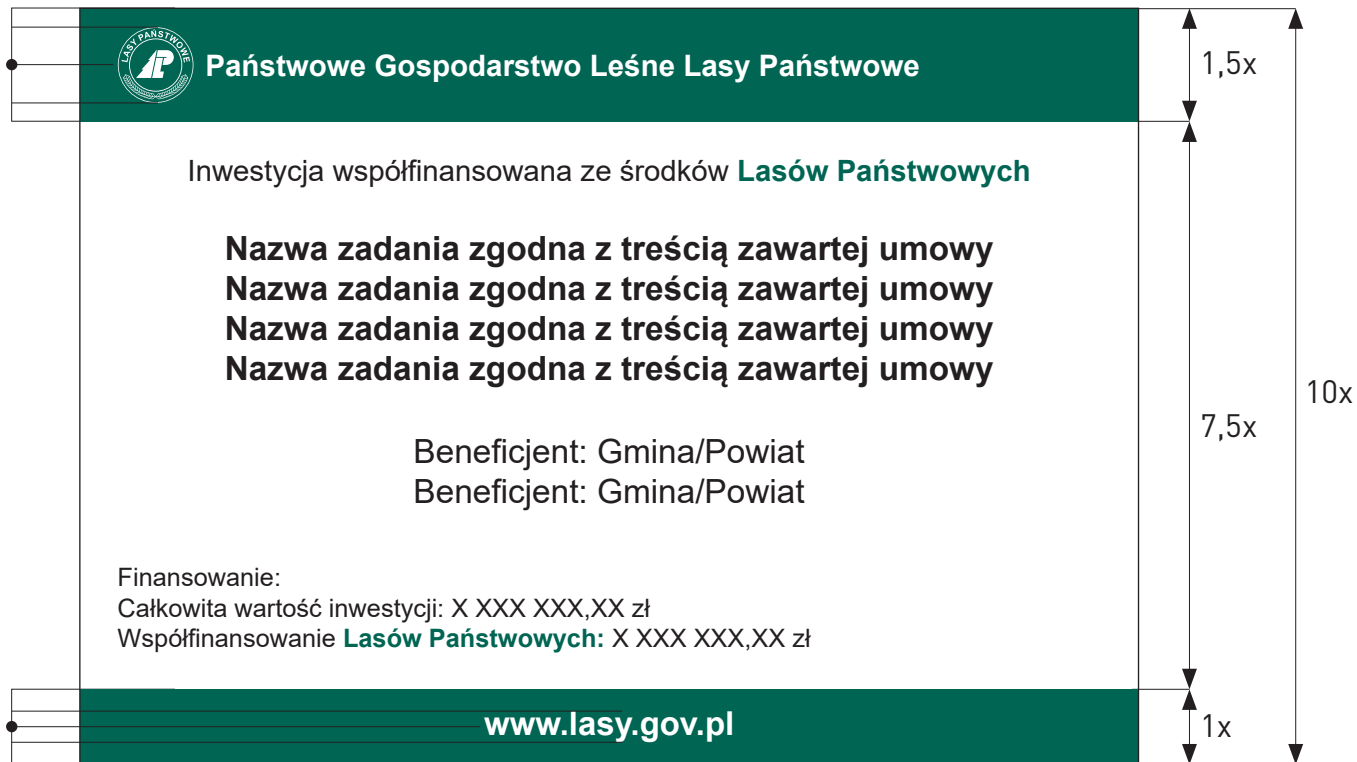 LASY PAŃSTWOWE
Państwowe Gospodarstwo Leśne Lasy Państwowe
1,5x
Inwestycja współfinansowana ze środków Lasów Państwowych
Nazwa zadania zgodna z treścią zawartej umowy
Nazwa zadania zgodna z treścią zawartej umowy
Nazwa zadania zgodna z treścią zawartej umowy
Nazwa zadania zgodna z treścią zawartej umowy
10x
7,5x
Beneficjent: Gmina/Powiat
Beneficjent: Gmina/Powiat
Finansowanie:
Całkowita wartość inwestycji: X XXX XXX,XX zł
Współfinansowanie Lasów Państwowych: X XXX XXX,XX zł
www.lasy.gov.pl
1x